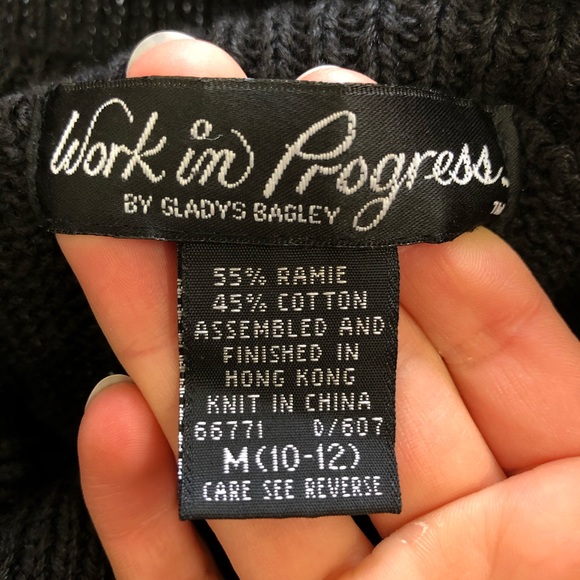 Work in Progress.™
BY GLADYS BAGLEY
55% RAMIE
45% COTTON
ASSEMBLED AND
FINISHED IN
HONG KONG
KNIT IN CHINA
66771 D/607
M(10-12)
CARE SEE REVERSE